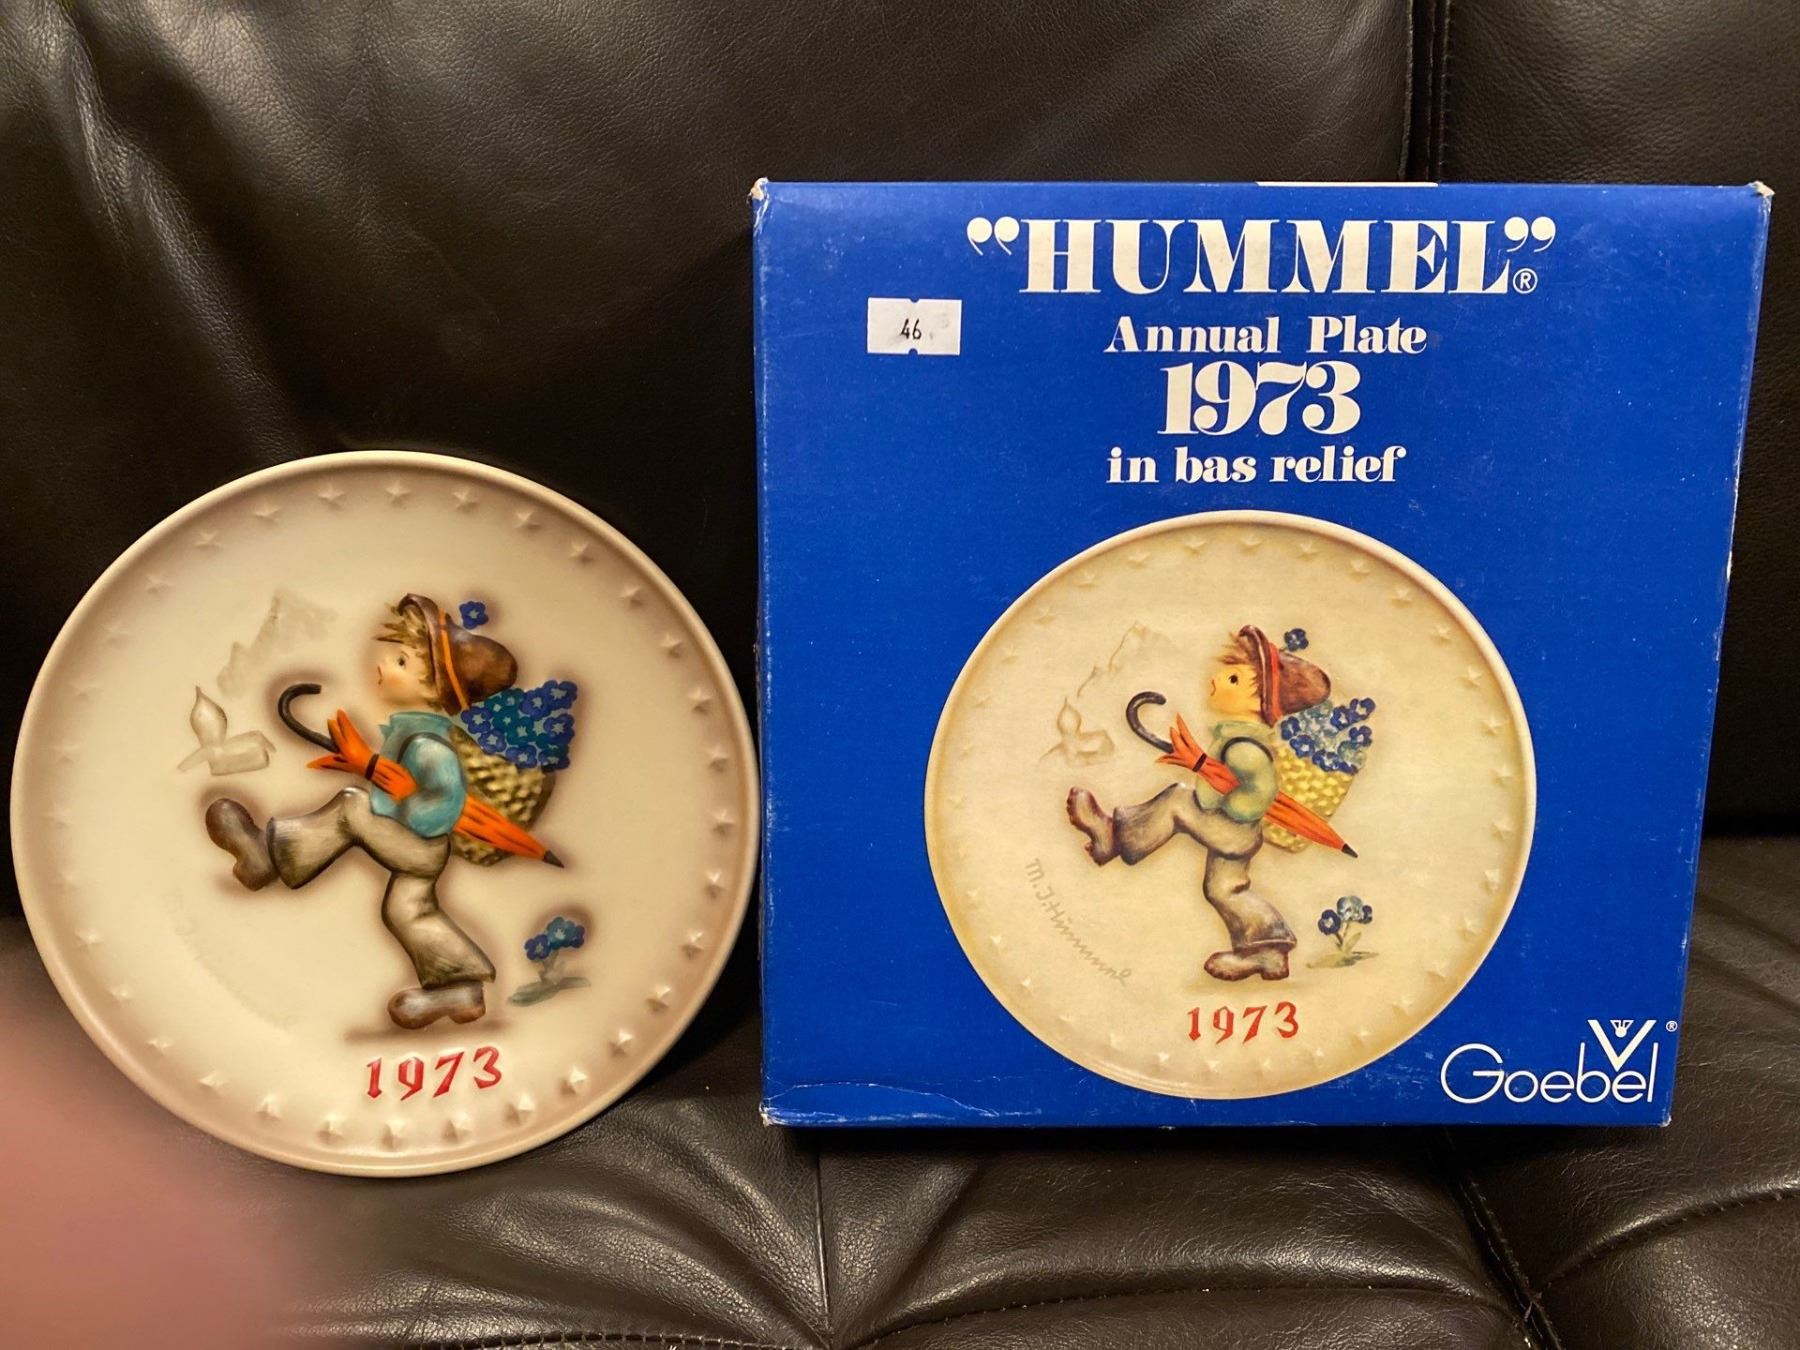 "HUMMEL"®
46
Annual Plate
1973
in bas relief
M.J.Hummel
1973
Goebel®
1973